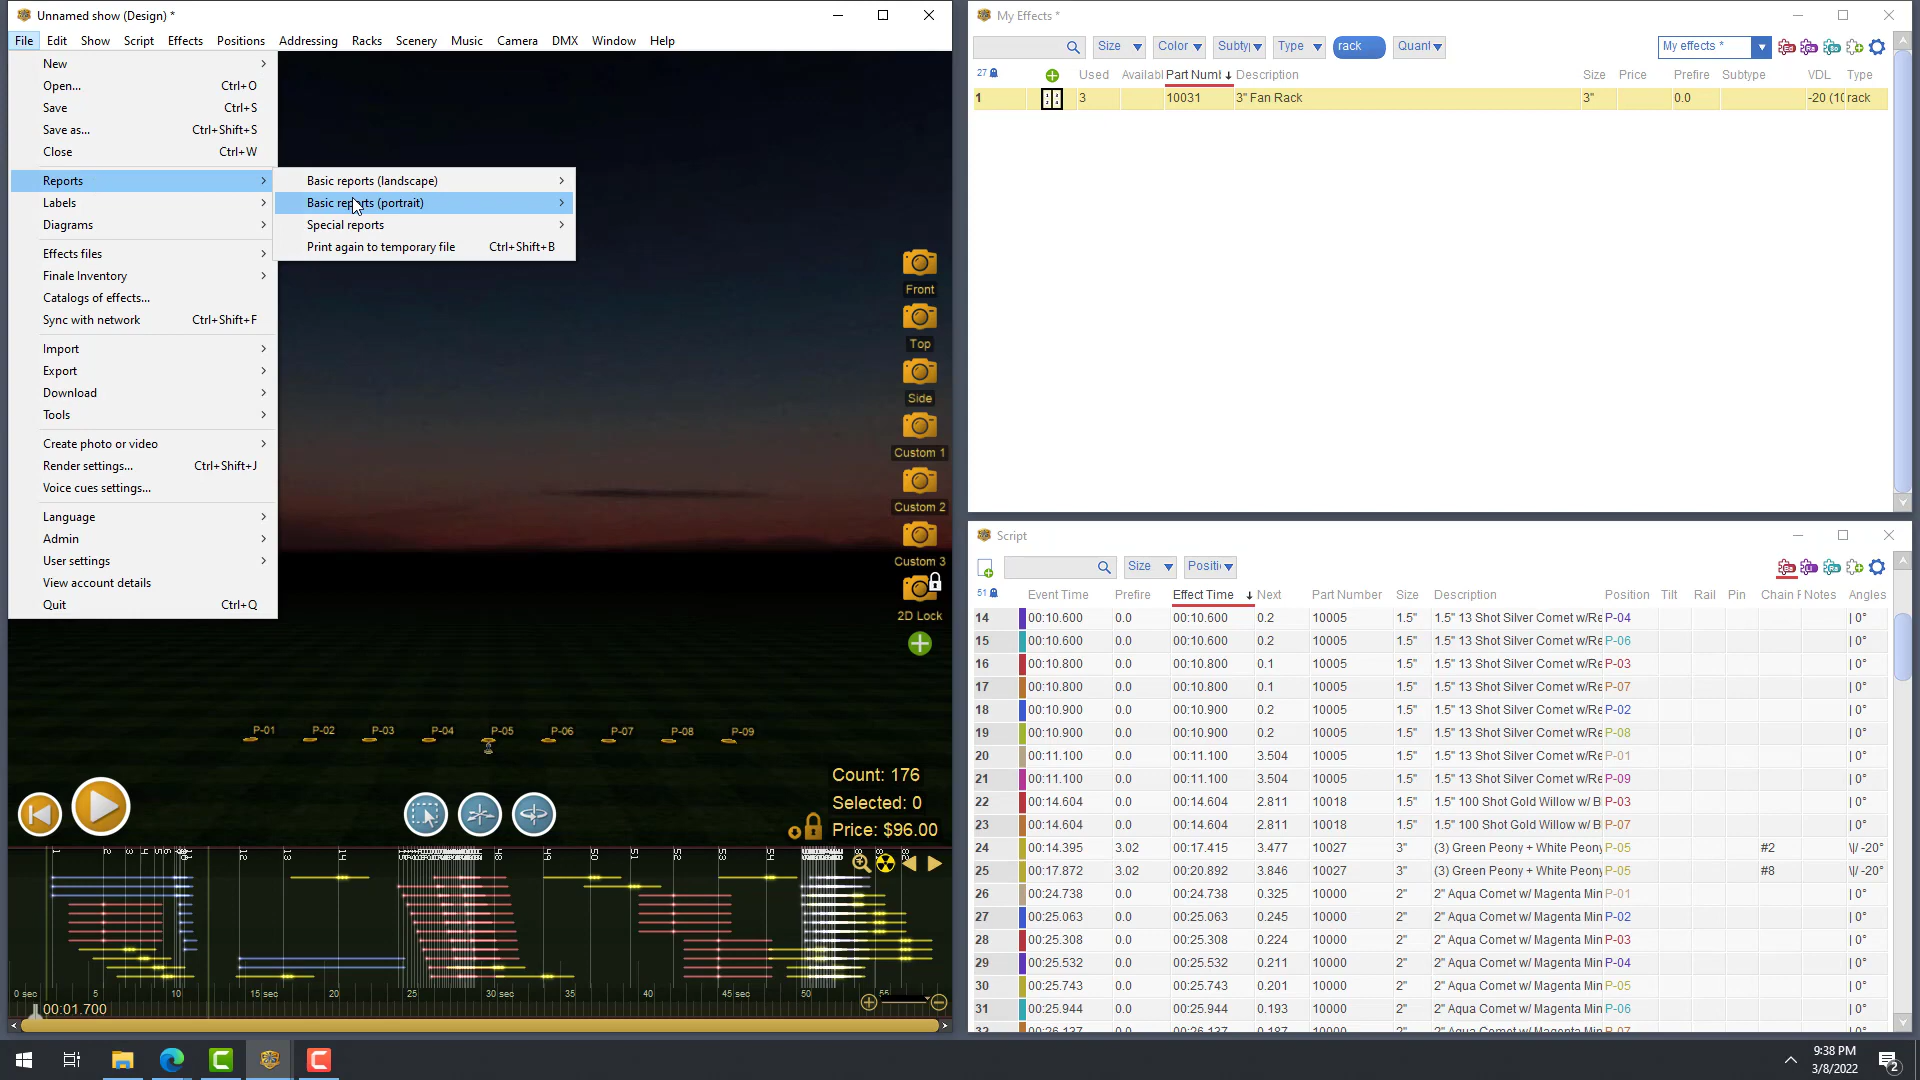 Unnamed show (Design) *
File Edit Show Script Effects Positions Addressing Racks Scenery Music Camera DMX Window Help
New
Open... Ctrl+O
Save Ctrl+S
Save as... Ctrl+Shift+S
Close Ctrl+W
Reports
Labels
Diagrams
Effects files
Finale Inventory
Catalogs of effects...
Sync with network Ctrl+Shift+F
Import
Export
Download
Tools
Create photo or video
Render settings... Ctrl+Shift+J
Voice cues settings...
Language
Admin
User settings
View account details
Quit Ctrl+Q
Basic reports (landscape)
Basic reports (portrait)
Special reports
Print again to temporary file Ctrl+Shift+B
Front
Top
Side
Custom 1
Custom 2
Custom 3
2D Lock
P-01 P-02 P-03 P-04 P-05 P-06 P-07 P-08 P-09
Count: 176
Selected: 0
Price: $96.00
0 sec 5 10 15 sec 20 25 30 sec 35 40 45 sec 50 55
00:01.700
My Effects *
Size Color Type rack My effects *
27 Used Part Description Size Price Prefire Subtype VDL Type
1 3 10031 3" Fan Rack 3" 0.0 -20 rack
Script
Size
51 Event Time Prefire Effect Time Next Part Number Size Description Position Tilt Rail Pin Chain Notes Angles
14 00:10.600 0.0 00:10.600 0.2 10005 1.5" 1.5" 13 Shot Silver Comet P-04 | 0°
15 00:10.600 0.0 00:10.600 0.2 10005 1.5" 1.5" 13 Shot Silver Comet P-06 | 0°
16 00:10.800 0.0 00:10.800 0.1 10005 1.5" 1.5" 13 Shot Silver Comet P-03 | 0°
17 00:10.800 0.0 00:10.800 0.1 10005 1.5" 1.5" 13 Shot Silver Comet P-07 | 0°
18 00:10.900 0.0 00:10.900 0.2 10005 1.5" 1.5" 13 Shot Silver Comet P-02 | 0°
19 00:10.900 0.0 00:10.900 0.2 10005 1.5" 1.5" 13 Shot Silver Comet P-08 | 0°
20 00:11.100 0.0 00:11.100 3.504 10005 1.5" 1.5" 13 Shot Silver Comet P-01 | 0°
21 00:11.100 0.0 00:11.100 3.504 10005 1.5" 1.5" 13 Shot Silver Comet P-09 | 0°
22 00:14.604 0.0 00:14.604 2.811 10018 1.5" 1.5" 100 Shot Gold Willow w/ B P-03 | 0°
23 00:14.604 0.0 00:14.604 2.811 10018 1.5" 1.5" 100 Shot Gold Willow w/ B P-07 | 0°
24 00:14.395 3.02 00:17.415 3.477 10027 3" (3) Green Peony + White Peony P-05 #2 \|/ -20°
25 00:17.872 3.02 00:20.892 3.846 10027 3" (3) Green Peony + White Peony P-05 #8 \|/ -20°
26 00:24.738 0.0 00:24.738 0.325 10000 2" 2" Aqua Comet w/ Magenta Min P-01 | 0°
27 00:25.063 0.0 00:25.063 0.245 10000 2" 2" Aqua Comet w/ Magenta Min P-02 | 0°
28 00:25.308 0.0 00:25.308 0.224 10000 2" 2" Aqua Comet w/ Magenta Min P-03 | 0°
29 00:25.532 0.0 00:25.532 0.211 10000 2" 2" Aqua Comet w/ Magenta Min P-04 | 0°
30 00:25.743 0.0 00:25.743 0.201 10000 2" 2" Aqua Comet w/ Magenta Min P-05 | 0°
31 00:25.944 0.0 00:25.944 0.193 10000 2" 2" Aqua Comet w/ Magenta Min P-06 | 0°
9:38 PM
3/8/2022
2